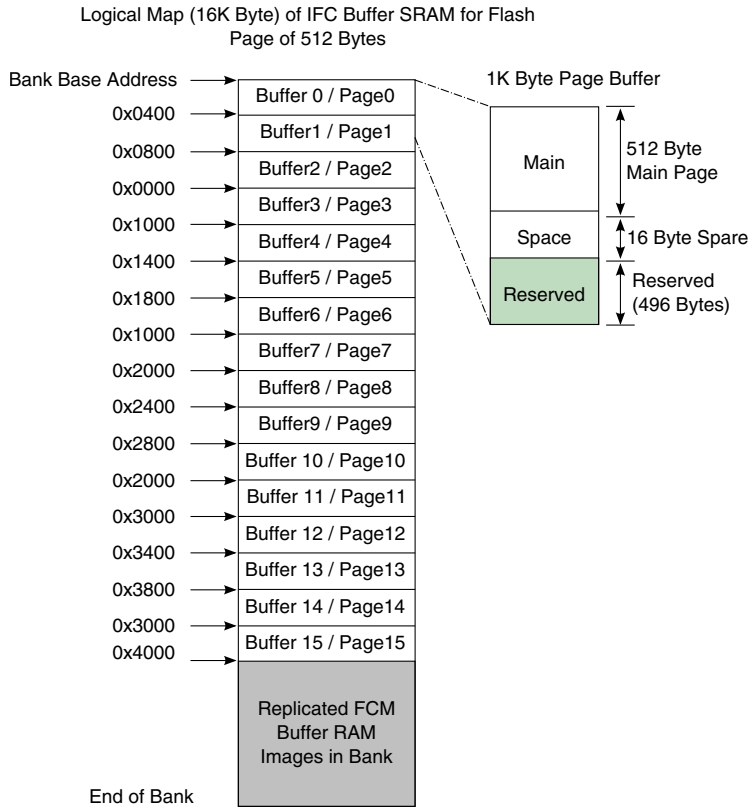 Logical Map (16K Byte) of IFC Buffer SRAM for Flash
Page of 512 Bytes
Bank Base Address
0x0400
0x0800
0x0000
0x1000
0x1400
0x1800
0x1000
0x2000
0x2400
0x2800
0x2000
0x3000
0x3400
0x3800
0x3000
0x4000
End of Bank
Buffer 0 / Page0
Buffer1 / Page1
Buffer2 / Page2
Buffer3 / Page3
Buffer4 / Page4
Buffer5 / Page5
Buffer6 / Page6
Buffer7 / Page7
Buffer8 / Page8
Buffer9 / Page9
Buffer 10 / Page10
Buffer 11 / Page11
Buffer 12 / Page12
Buffer 13 / Page13
Buffer 14 / Page14
Buffer 15 / Page15
Replicated FCM
Buffer RAM
Images in Bank
1K Byte Page Buffer
Main
512 Byte
Main Page
Space
16 Byte Spare
Reserved
Reserved
(496 Bytes)